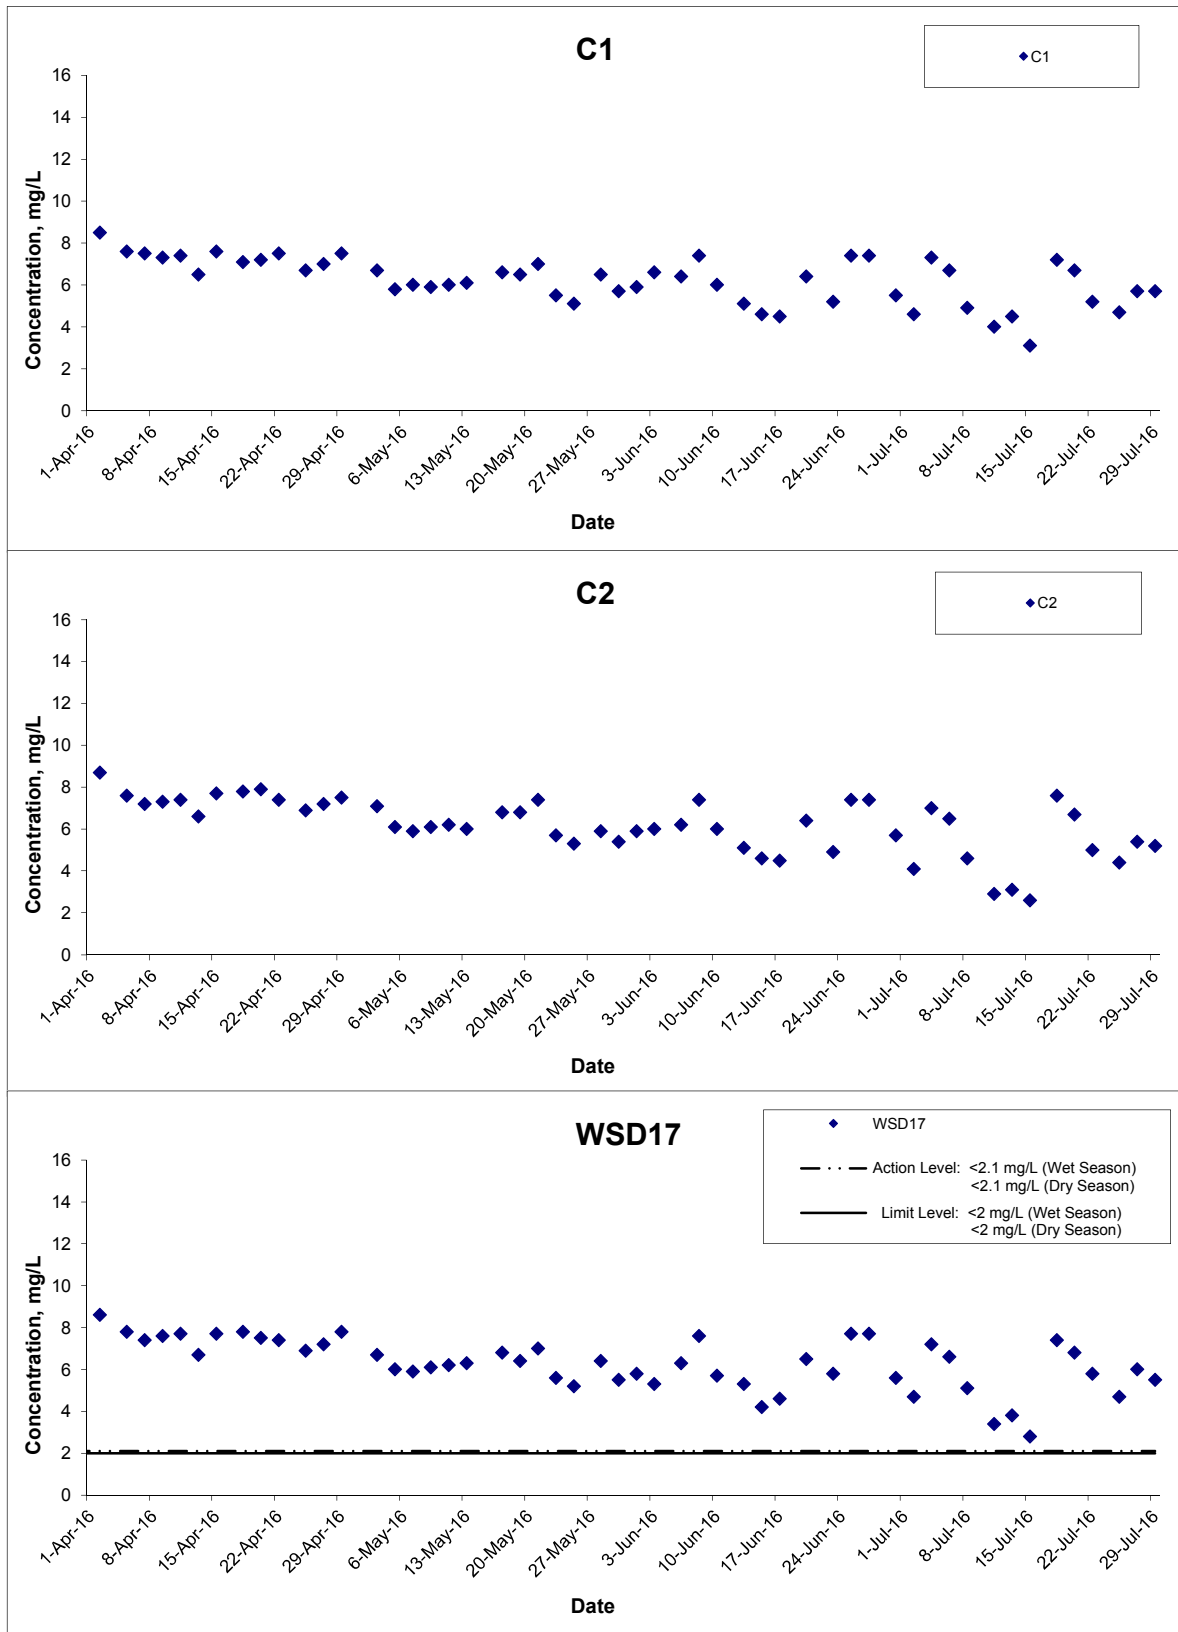 C1
C1
16
14
12
10
8
6
4
2
0
Concentration, mg/L
1-Apr-16
8-Apr-16
15-Apr-16
22-Apr-16
29-Apr-16
6-May-16
13-May-16
20-May-16
27-May-16
3-Jun-16
10-Jun-16
17-Jun-16
24-Jun-16
1-Jul-16
8-Jul-16
15-Jul-16
22-Jul-16
29-Jul-16
Date
C2
C2
16
14
12
10
8
6
4
2
0
Concentration, mg/L
1-Apr-16
8-Apr-16
15-Apr-16
22-Apr-16
29-Apr-16
6-May-16
13-May-16
20-May-16
27-May-16
3-Jun-16
10-Jun-16
17-Jun-16
24-Jun-16
1-Jul-16
8-Jul-16
15-Jul-16
22-Jul-16
29-Jul-16
Date
WSD17
WSD17
Action Level: <2.1 mg/L (Wet Season)
<2.1 mg/L (Dry Season)
Limit Level: <2 mg/L (Wet Season)
<2 mg/L (Dry Season)
16
14
12
10
8
6
4
2
0
Concentration, mg/L
1-Apr-16
8-Apr-16
15-Apr-16
22-Apr-16
29-Apr-16
6-May-16
13-May-16
20-May-16
27-May-16
3-Jun-16
10-Jun-16
17-Jun-16
24-Jun-16
1-Jul-16
8-Jul-16
15-Jul-16
22-Jul-16
29-Jul-16
Date